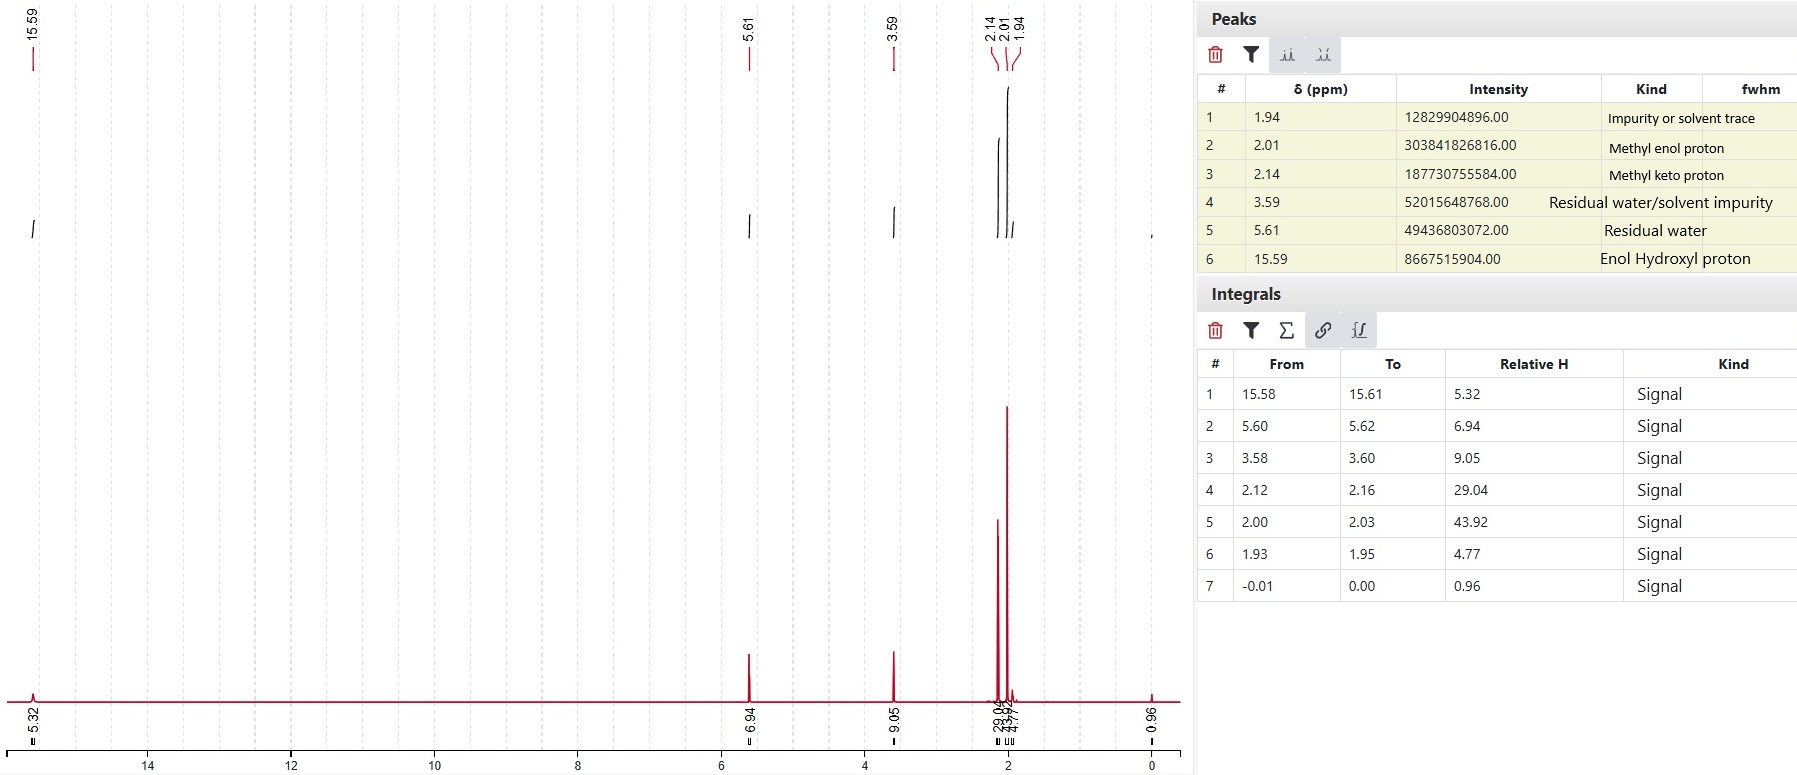 15.59
5.61
3.59
2.14
2.01
1.94
5.32
6.94
9.05
29.04
43.92
4.77
0.96
14 12 10 8 6 4 2 0
Peaks
# δ (ppm) Intensity Kind fwhm
1 1.94 12829904896.00 Impurity or solvent trace
2 2.01 303841826816.00 Methyl enol proton
3 2.14 187730755584.00 Methyl keto proton
4 3.59 52015648768.00 Residual water/solvent impurity
5 5.61 49436803072.00 Residual water
6 15.59 8667515904.00 Enol Hydroxyl proton
Integrals
# From To Relative H Kind
1 15.58 15.61 5.32 Signal
2 5.60 5.62 6.94 Signal
3 3.58 3.60 9.05 Signal
4 2.12 2.16 29.04 Signal
5 2.00 2.03 43.92 Signal
6 1.93 1.95 4.77 Signal
7 -0.01 0.00 0.96 Signal